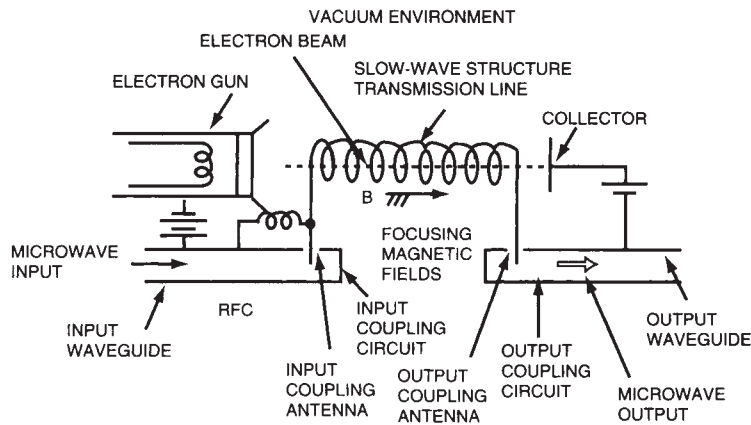 VACUUM ENVIRONMENT
ELECTRON BEAM
SLOW-WAVE STRUCTURE
TRANSMISSION LINE
ELECTRON GUN
COLLECTOR
B
FOCUSING
MAGNETIC
FIELDS
MICROWAVE
INPUT
RFC
INPUT
WAVEGUIDE
INPUT
COUPLING
CIRCUIT
INPUT
COUPLING
ANTENNA
OUTPUT
COUPLING
ANTENNA
OUTPUT
COUPLING
CIRCUIT
OUTPUT
WAVEGUIDE
MICROWAVE
OUTPUT